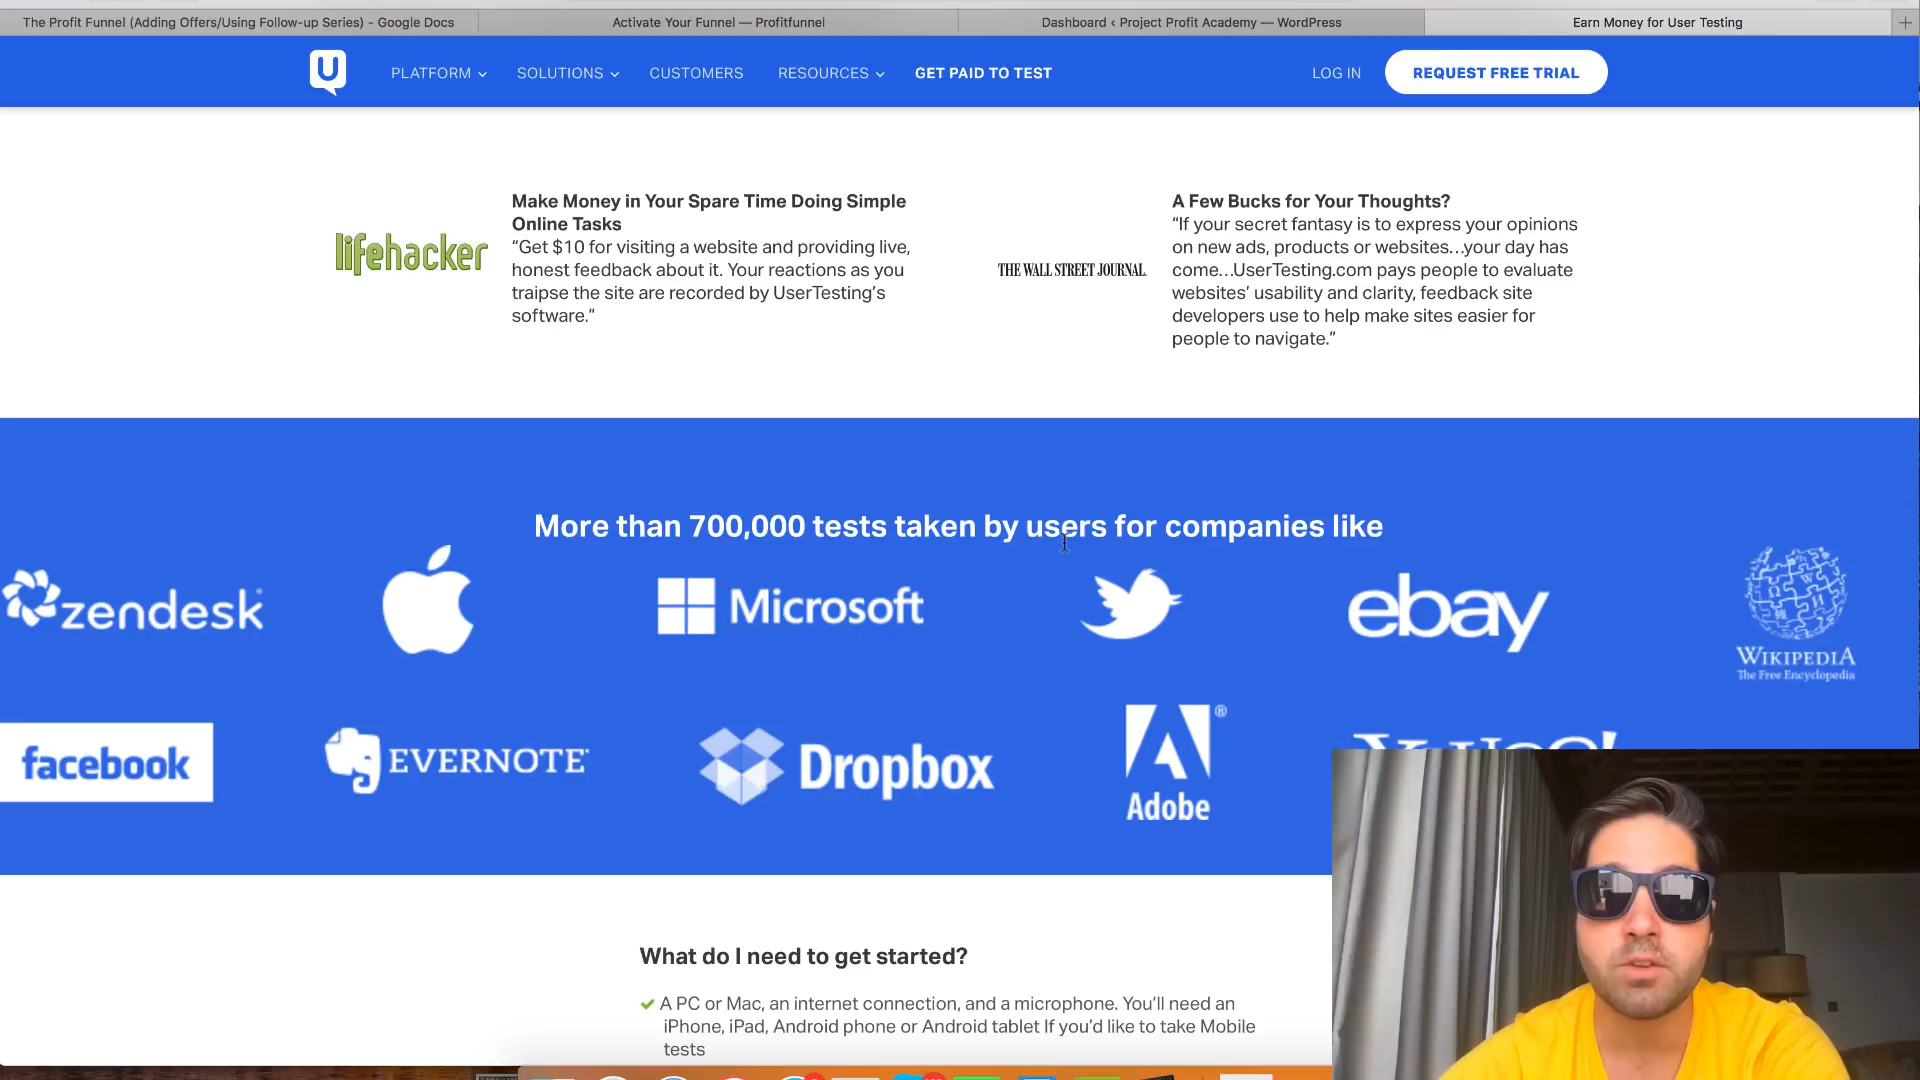 The Profit Funnel (Adding Offers/Using Follow-up Series) - Google Docs
Activate Your Funnel — Profitfunnel
Dashboard ‹ Project Profit Academy — WordPress
Earn Money for User Testing
U
PLATFORM
SOLUTIONS
CUSTOMERS
RESOURCES
GET PAID TO TEST
LOG IN
REQUEST FREE TRIAL
lifehacker
Make Money in Your Spare Time Doing Simple
Online Tasks
“Get $10 for visiting a website and providing live,
honest feedback about it. Your reactions as you
traipse the site are recorded by UserTesting’s
software.”
THE WALL STREET JOURNAL.
A Few Bucks for Your Thoughts?
“If your secret fantasy is to express your opinions
on new ads, products or websites…your day has
come…UserTesting.com pays people to evaluate
websites’ usability and clarity, feedback site
developers use to help make sites easier for
people to navigate.”
More than 700,000 tests taken by users for companies like
zendesk
Microsoft
ebay
WIKIPEDIA
The Free Encyclopedia
facebook
EVERNOTE
Dropbox
Adobe
YAHOO!
What do I need to get started?
A PC or Mac, an internet connection, and a microphone. You’ll need an
iPhone, iPad, Android phone or Android tablet If you’d like to take Mobile
tests